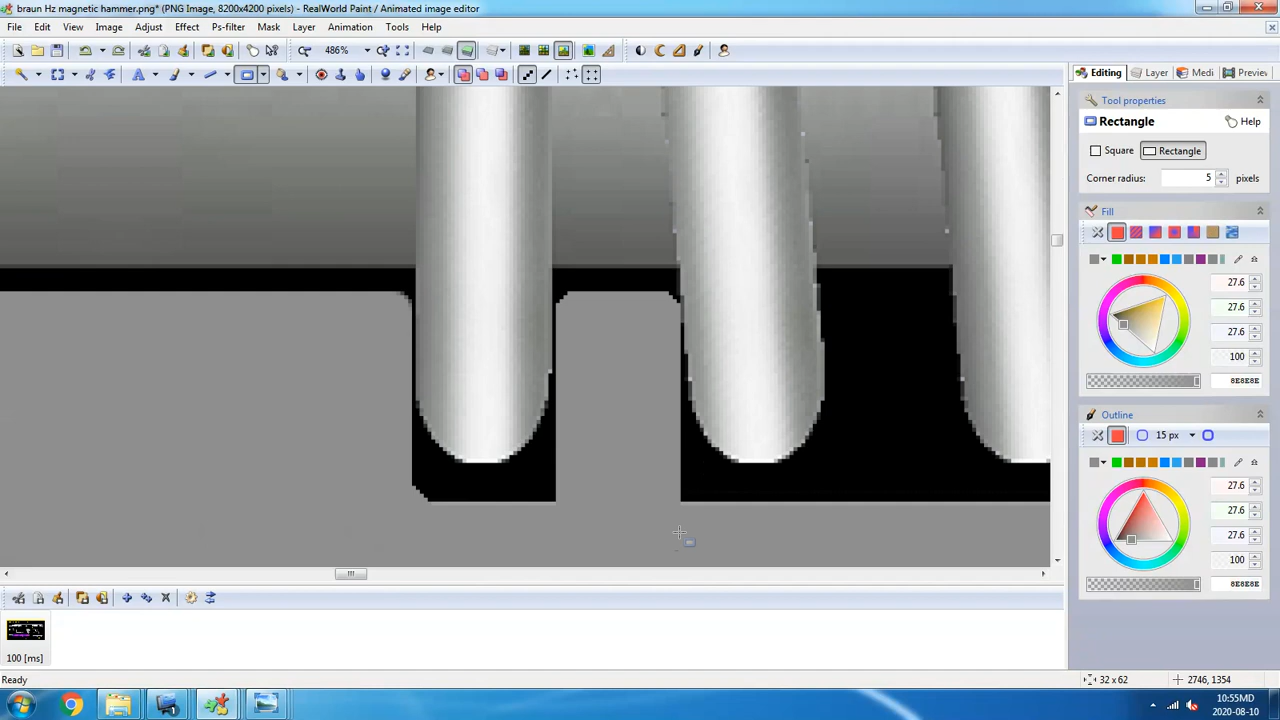 braun Hz magnetic hammer.png* (PNG Image, 8200x4200 pixels) - RealWorld Paint / Animated image editor
File Edit View Image Adjust Effect Ps-filter Mask Layer Animation Tools Help
486%
Editing Layer Medi Preview
Tool properties
Rectangle Help
Square Rectangle
Corner radius: 5 pixels
Fill
27.6
27.6
27.6
100
8E8E8E
Outline
15 px
27.6
27.6
27.6
100
8E8E8E
100 [ms]
Ready 32 x 62 2746, 1354
10:55MD
2020-08-10